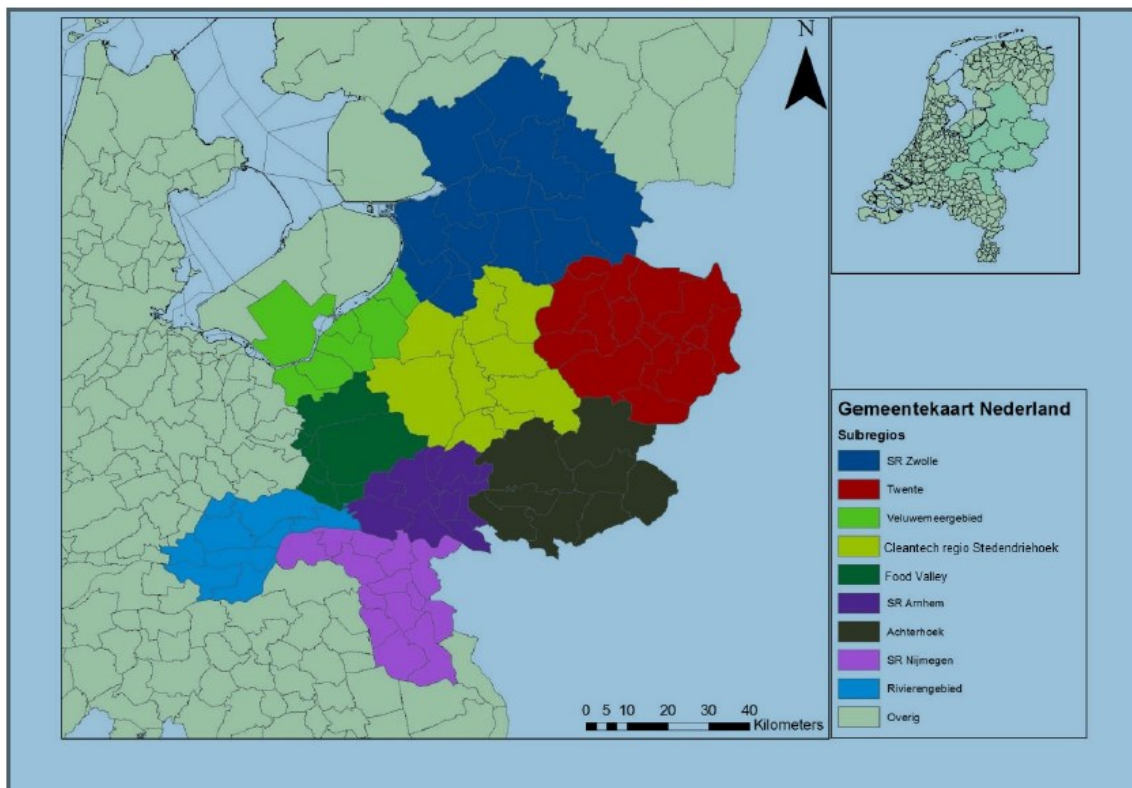 N
Gemeentekaart Nederland
Subregios
SR Zwolle
Twente
Veluwemeergebied
Cleantech regio Stedendriehoek
Food Valley
SR Arnhem
Achterhoek
SR Nijmegen
Rivierengebied
Overig
0 5 10 20 30 40
Kilometers